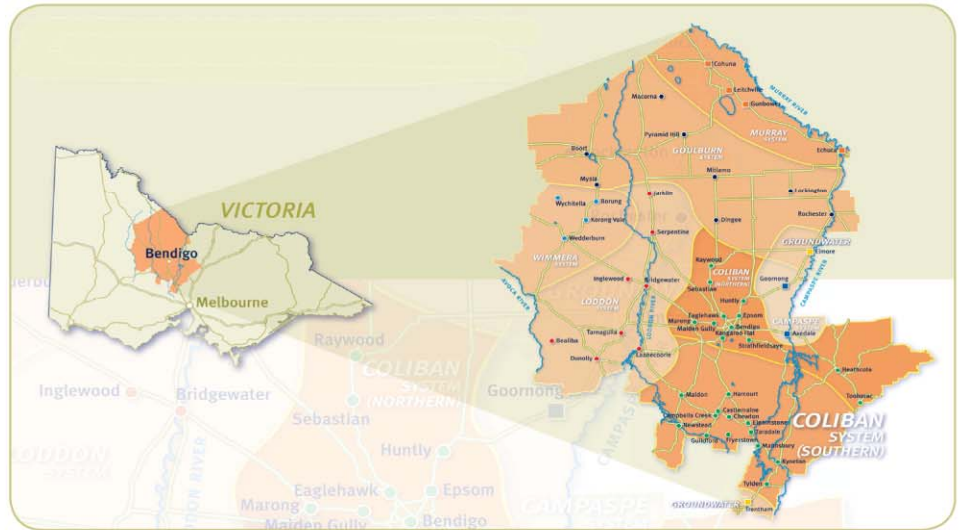 VICTORIA
Bendigo
Melbourne
Cohuna
Leitchville
Gunbower
MURRAY RIVER
Macorna
Pyramid Hill
MURRAY
SYSTEM
GOULBURN
SYSTEM
Echuca
Boort
Mysia
Mitiamo
Lockington
Jarklin
Wychitella
Borung
Rochester
Korong Vale
Dingee
Serpentine
Wedderburn
GROUNDWATER
Elmore
WIMMERA
SYSTEM
Raywood
COLIBAN
SYSTEM
(NORTHERN)
Goornong
CAMPASPE RIVER
AVOCA RIVER
Inglewood
Bridgewater
Sebastian
LODDON
SYSTEM
LODDON RIVER
Huntly
Eaglehawk
Epsom
Marong
Maiden Gully
Bendigo
Kangaroo Flat
Strathfieldsaye
CAMPASPE
Axedale
Tarnagulla
Bealiba
Dunolly
Laanecoorie
Heathcote
Tooborac
Maldon
Harcourt
Campbells Creek
Castlemaine
Chewton
Newstead
Elphinstone
Taradale
Guildford
Fryerstown
Malmsbury
Kyneton
COLIBAN
SYSTEM
(SOUTHERN)
Tylden
GROUNDWATER
Trentham
Raywood
COLIBAN
SYSTEM
(NORTHERN)
Inglewood
Bridgewater
Goornong
Sebastian
Huntly
Eaglehawk
Epsom
Marong
Maiden Gully
Bendigo
CAMPASPE